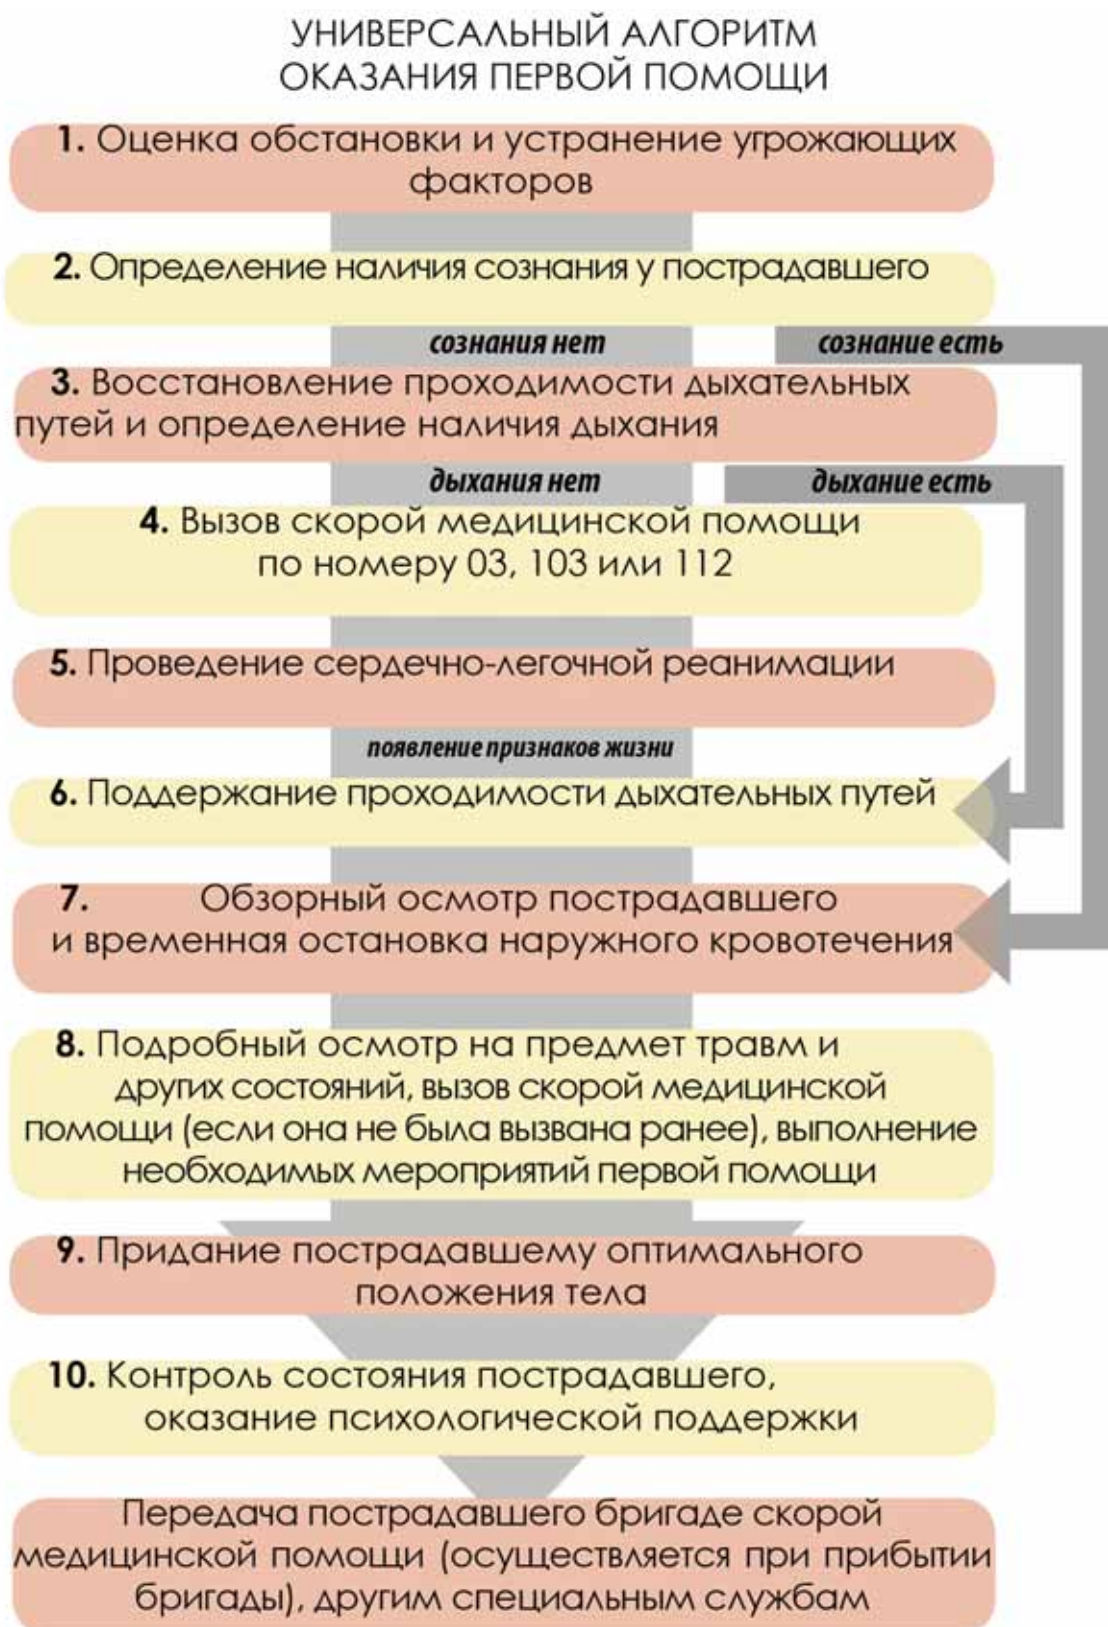 УНИВЕРСАЛЬНЫЙ АЛГОРИТМ
ОКАЗАНИЯ ПЕРВОЙ ПОМОЩИ
1. Оценка обстановки и устранение угрожающих
факторов
2. Определение наличия сознания у пострадавшего
сознания нет
сознание есть
3. Восстановление проходимости дыхательных
путей и определение наличия дыхания
дыхания нет
дыхание есть
4. Вызов скорой медицинской помощи
по номеру 03, 103 или 112
5. Проведение сердечно-легочной реанимации
появление признаков жизни
6. Поддержание проходимости дыхательных путей
7. Обзорный осмотр пострадавшего
и временная остановка наружного кровотечения
8. Подробный осмотр на предмет травм и
других состояний, вызов скорой медицинской
помощи (если она не была вызвана ранее), выполнение
необходимых мероприятий первой помощи
9. Придание пострадавшему оптимального
положения тела
10. Контроль состояния пострадавшего,
оказание психологической поддержки
Передача пострадавшего бригаде скорой
медицинской помощи (осуществляется при прибытии
бригады), другим специальным службам